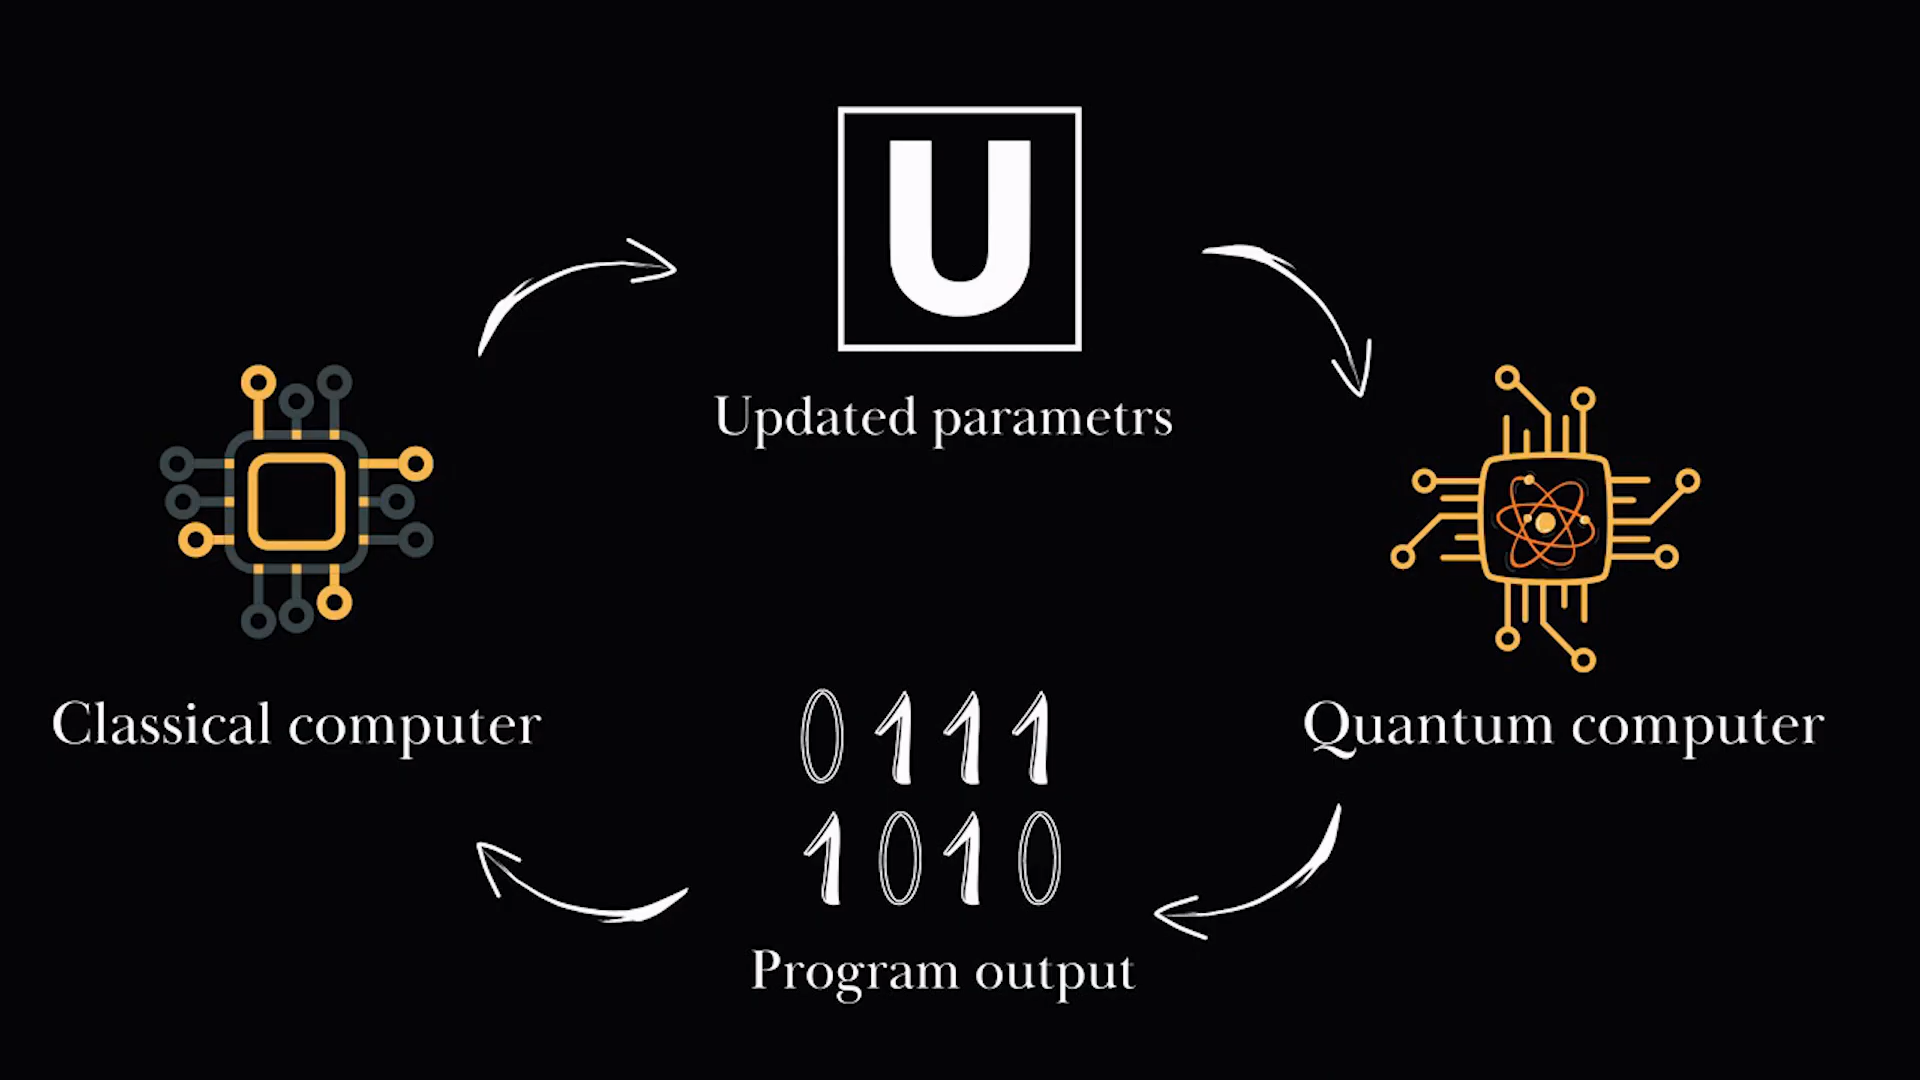 U
Updated parametrs
Classical computer
Quantum computer
0111
1010
Program output